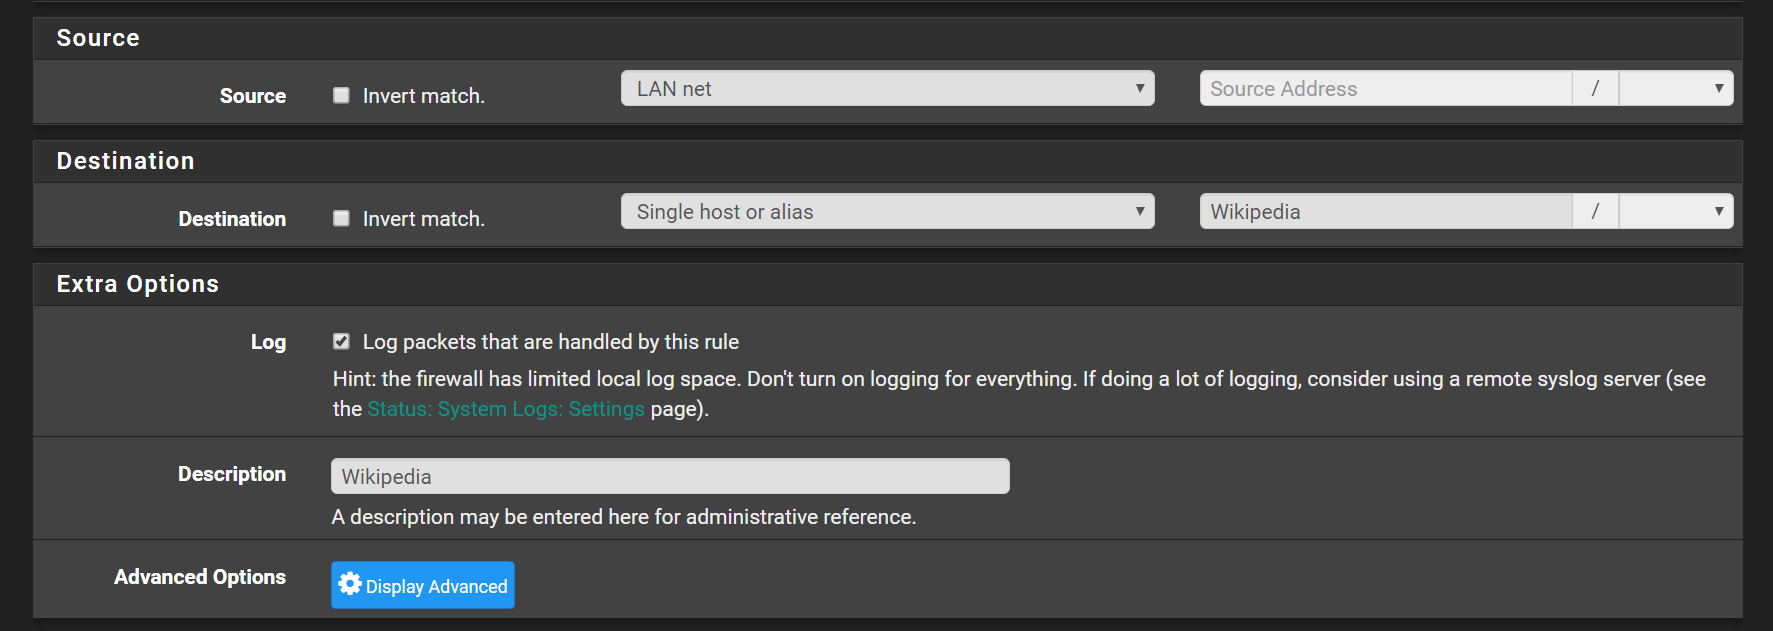 Source
Source Invert match. LAN net Source Address /
Destination
Destination Invert match. Single host or alias Wikipedia /
Extra Options
Log Log packets that are handled by this rule
Hint: the firewall has limited local log space. Don't turn on logging for everything. If doing a lot of logging, consider using a remote syslog server (see
the Status: System Logs: Settings page).
Description Wikipedia
A description may be entered here for administrative reference.
Advanced Options Display Advanced